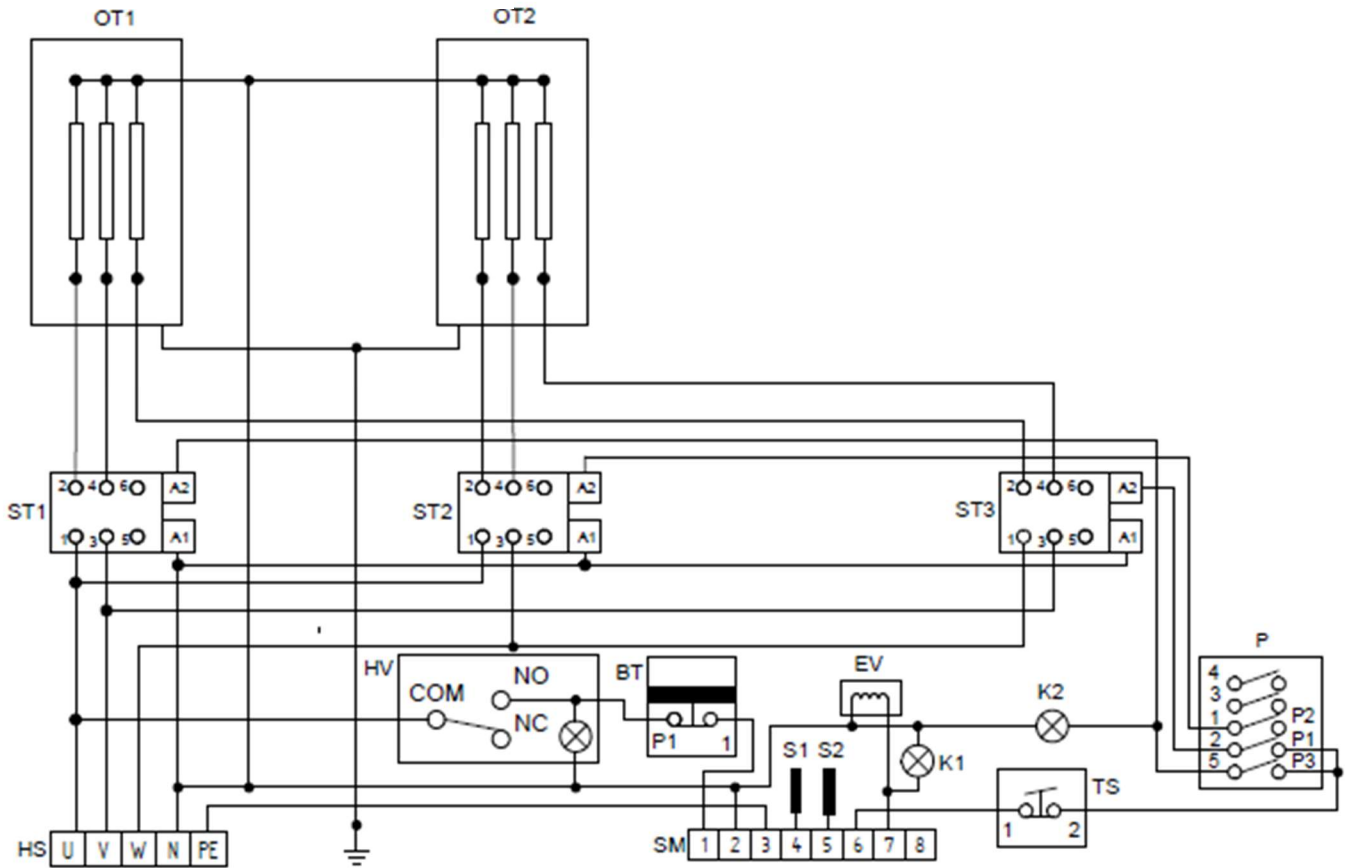 OT1 OT2
2 4 6 A2 2 4 6 A2 2 4 6 A2
ST1 ST2 ST3
1 3 5 A1 1 3 5 A1 1 3 5 A1
HV NO BT EV K2 P
COM 4
NC 3
P1 1 1 P2
2 P1
5 P3
S1 S2 K1 TS
1 2
HS U V W N PE SM 1 2 3 4 5 6 7 8